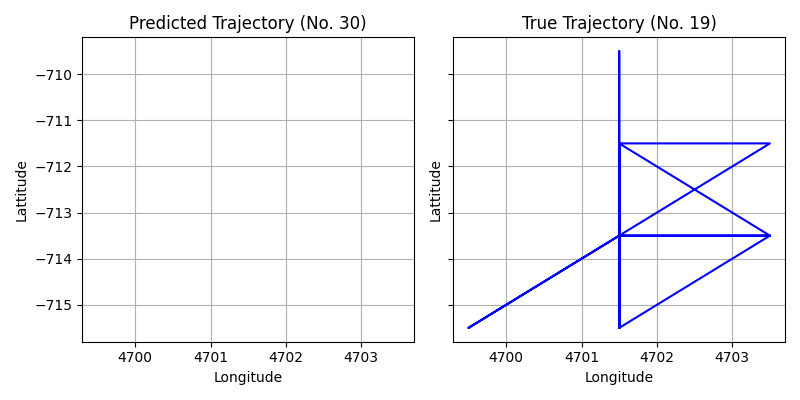 Predicted Trajectory (No. 30)
Lattitude
−710
−711
−712
−713
−714
−715
4700 4701 4702 4703
Longitude
True Trajectory (No. 19)
Lattitude
4700 4701 4702 4703
Longitude